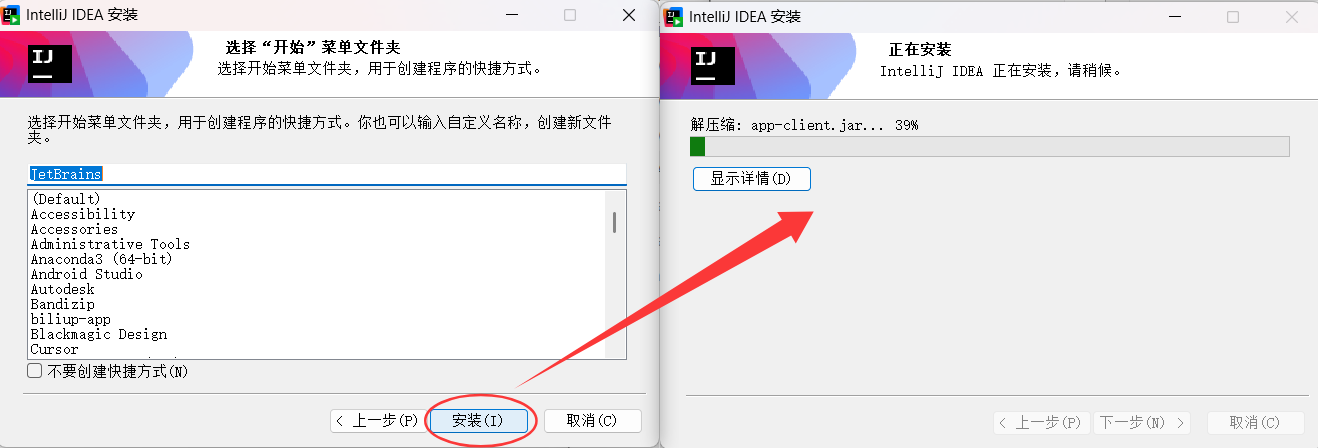 IntelliJ IDEA 安装
IJ
选择“开始”菜单文件夹
选择开始菜单文件夹，用于创建程序的快捷方式。
选择开始菜单文件夹，用于创建程序的快捷方式。你也可以输入自定义名称，创建新文件
夹。
JetBrains
(Default)
Accessibility
Accessories
Administrative Tools
Anaconda3 (64-bit)
Android Studio
Autodesk
Bandizip
biliup-app
Blackmagic Design
Cursor
不要创建快捷方式(N)
< 上一步(P)
安装(I)
取消(C)
IntelliJ IDEA 安装
IJ
正在安装
IntelliJ IDEA 正在安装，请稍候。
解压缩: app-client.jar... 39%
显示详情(D)
< 上一步(P)
下一步(N) >
取消(C)